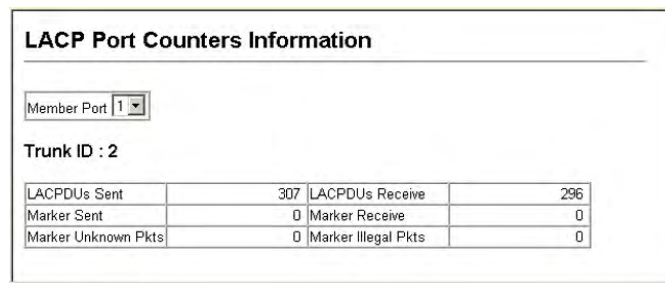 LACP Port Counters Information
Member Port 1
Trunk ID : 2
LACPDUs Sent 307 LACPDUs Receive 296
Marker Sent 0 Marker Receive 0
Marker Unknown Pkts 0 Marker Illegal Pkts 0